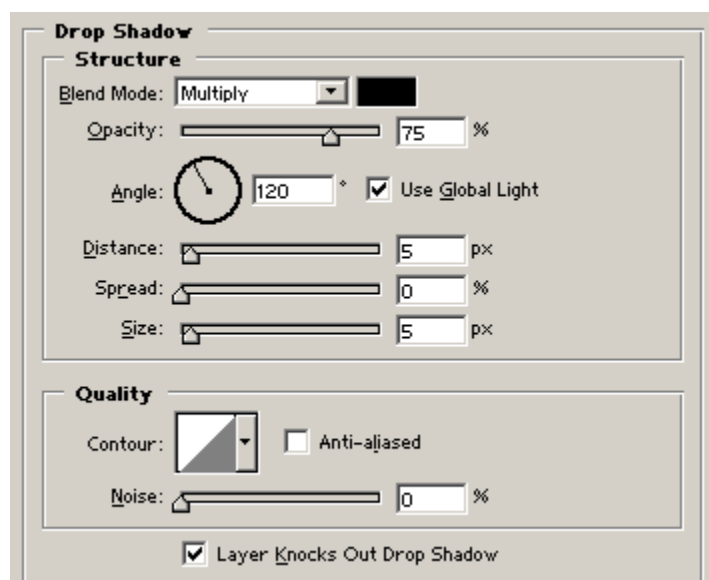 Drop Shadow
Structure
Blend Mode: Multiply
Opacity: 75 %
Angle: 120 ° Use Global Light
Distance: 5 px
Spread: 0 %
Size: 5 px
Quality
Contour: Anti-aliased
Noise: 0 %
Layer Knocks Out Drop Shadow